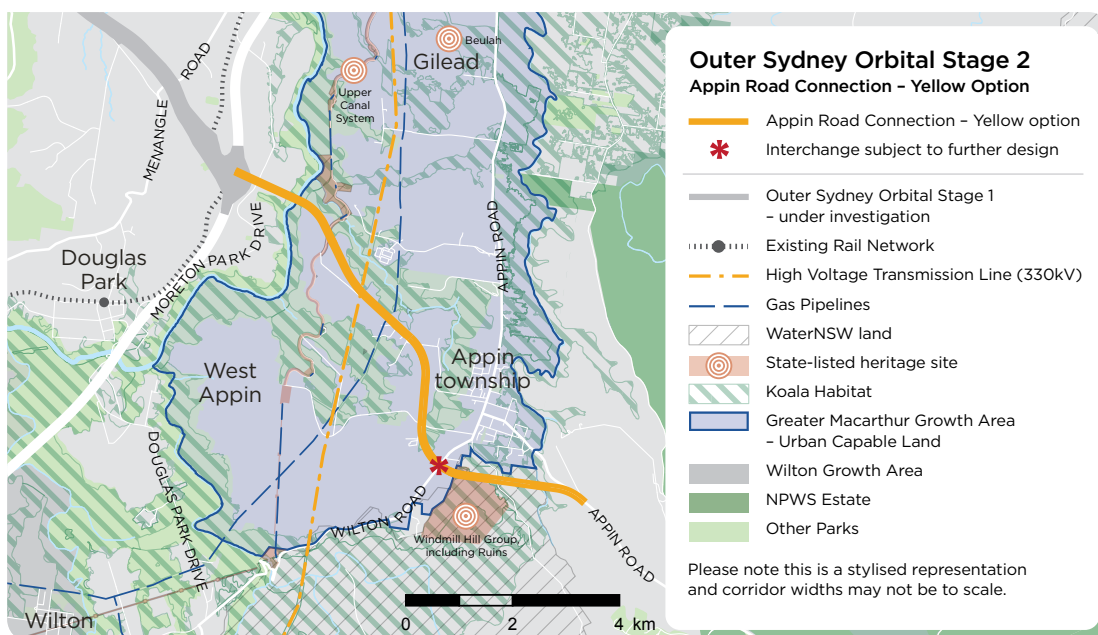 MENANGLE
ROAD
Beulah
Gilead
Upper
Canal
System
Douglas
Park
MORETON PARK DRIVE
APPIN ROAD
West
Appin
Appin
township
DOUGLAS PARK DRIVE
WILTON ROAD
Windmill Hill Group,
including Ruins
APPIN ROAD
Wilton
0 2 4 km
Outer Sydney Orbital Stage 2
Appin Road Connection – Yellow Option
Appin Road Connection – Yellow option
Interchange subject to further design
Outer Sydney Orbital Stage 1
– under investigation
Existing Rail Network
High Voltage Transmission Line (330kV)
Gas Pipelines
WaterNSW land
State-listed heritage site
Koala Habitat
Greater Macarthur Growth Area
– Urban Capable Land
Wilton Growth Area
NPWS Estate
Other Parks
Please note this is a stylised representation
and corridor widths may not be to scale.